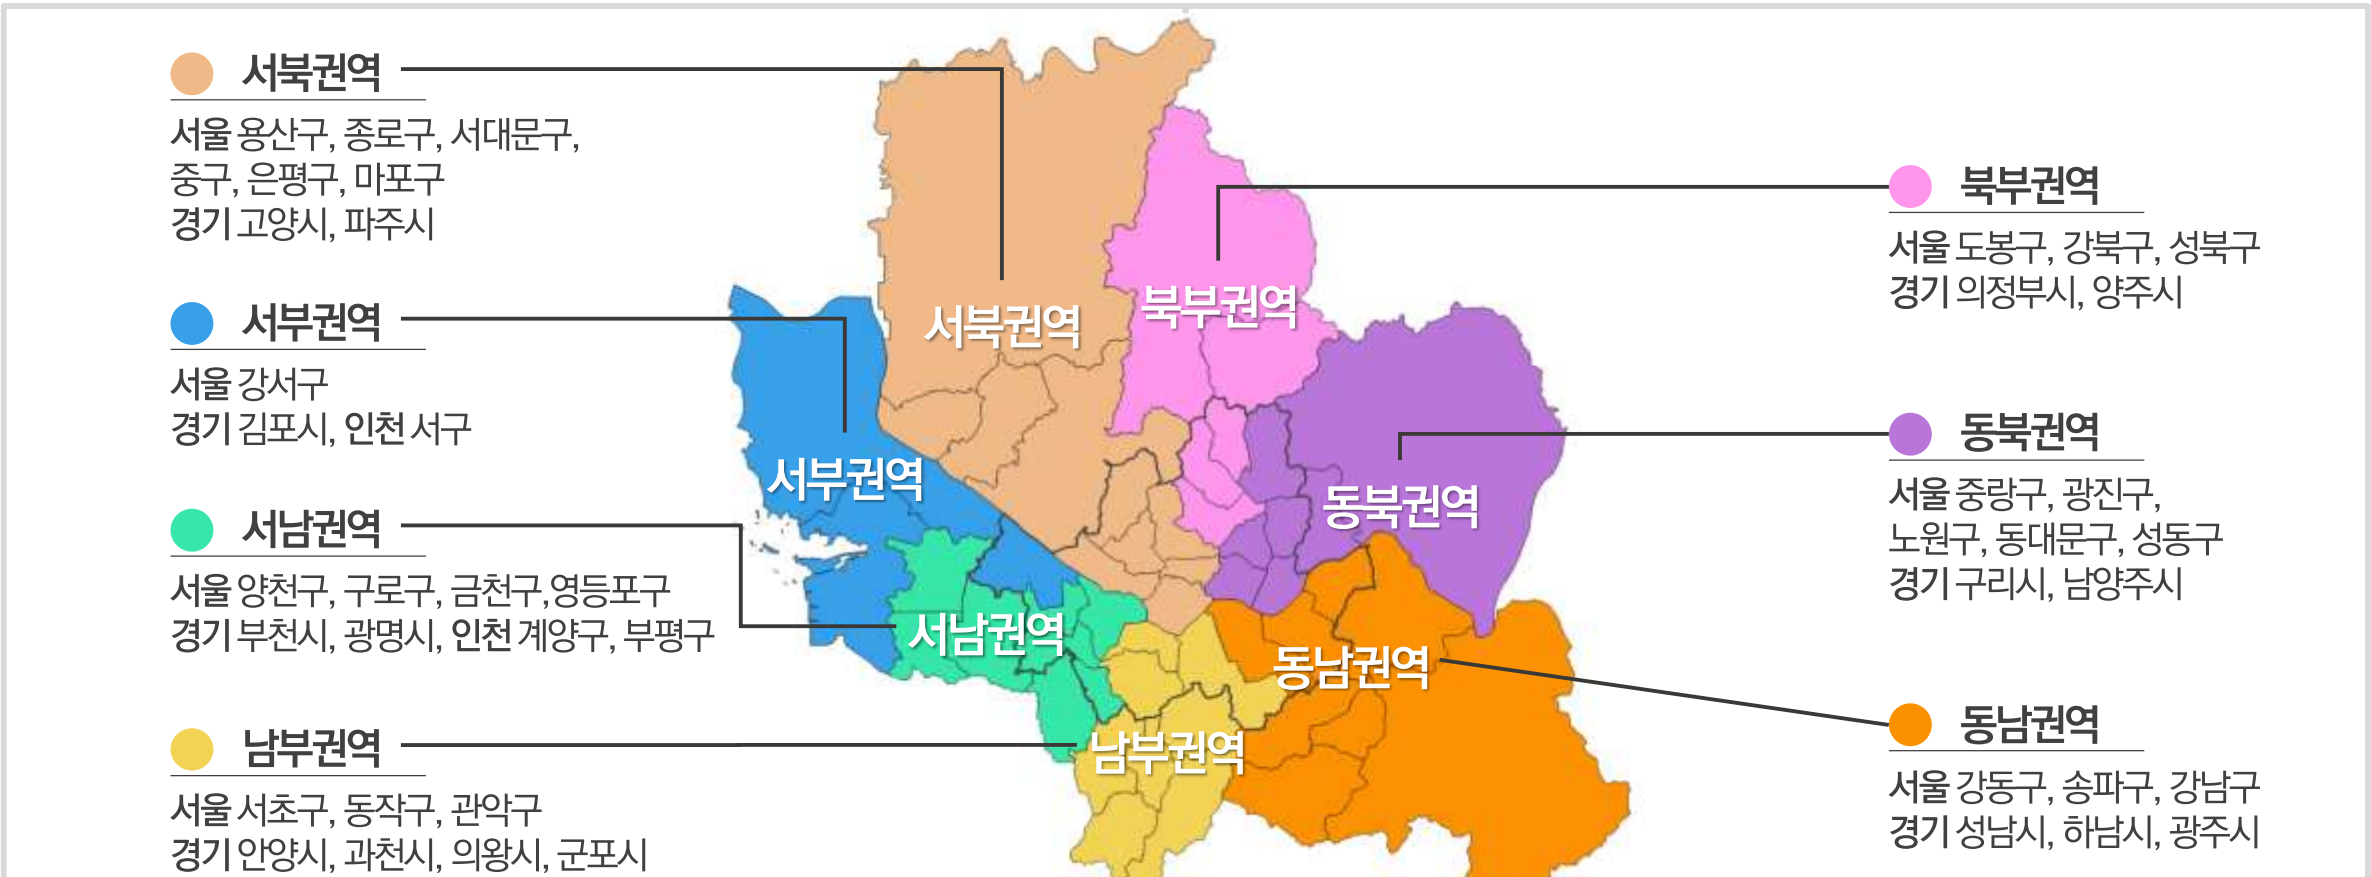 서북권역
서울 용산구, 종로구, 서대문구,
중구, 은평구, 마포구
경기 고양시, 파주시
서부권역
서울 강서구
경기 김포시, 인천 서구
서남권역
서울 양천구, 구로구, 금천구,영등포구
경기 부천시, 광명시, 인천 계양구, 부평구
남부권역
서울 서초구, 동작구, 관악구
경기 안양시, 과천시, 의왕시, 군포시
서북권역
북부권역
서부권역
동북권역
서남권역
동남권역
남부권역
북부권역
서울 도봉구, 강북구, 성북구
경기 의정부시, 양주시
동북권역
서울 중랑구, 광진구,
노원구, 동대문구, 성동구
경기 구리시, 남양주시
동남권역
서울 강동구, 송파구, 강남구
경기 성남시, 하남시, 광주시